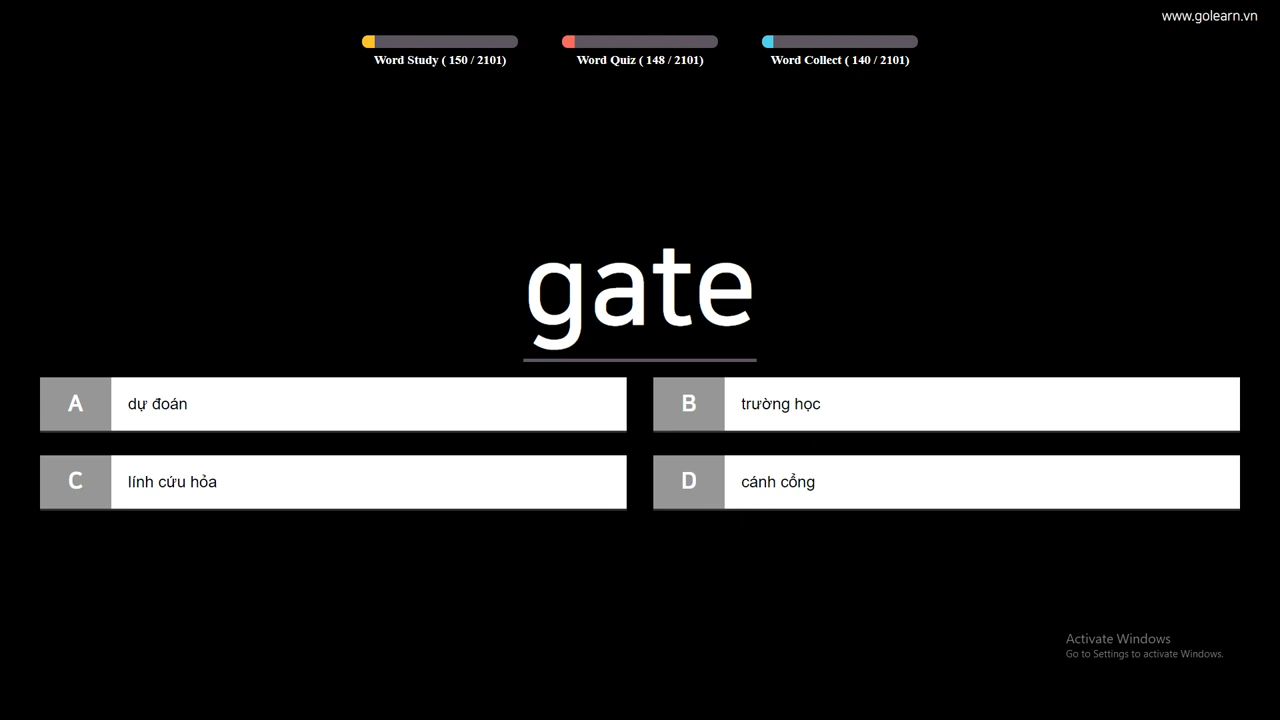 www.golearn.vn
Word Study ( 150 / 2101)
Word Quiz ( 148 / 2101)
Word Collect ( 140 / 2101)
gate
A dự đoán
B trường học
C lính cứu hỏa
D cánh cổng
Activate Windows
Go to Settings to activate Windows.